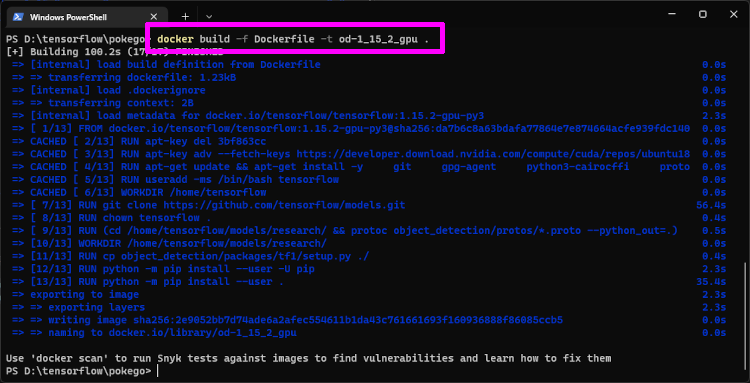 Windows PowerShell
PS D:\tensorflow\pokego> docker build -f Dockerfile -t od-1_15_2_gpu .
[+] Building 100.2s (17/17) FINISHED
=> [internal] load build definition from Dockerfile 0.0s
=> => transferring dockerfile: 1.23kB 0.0s
=> [internal] load .dockerignore 0.0s
=> => transferring context: 2B 0.0s
=> [internal] load metadata for docker.io/tensorflow/tensorflow:1.15.2-gpu-py3 2.3s
=> [ 1/13] FROM docker.io/tensorflow/tensorflow:1.15.2-gpu-py3@sha256:da7b6c8a63bdafa77864e7e874664acfe939fdc140 0.0s
=> CACHED [ 2/13] RUN apt-key del 3bf863cc 0.0s
=> CACHED [ 3/13] RUN apt-key adv --fetch-keys https://developer.download.nvidia.com/compute/cuda/repos/ubuntu18 0.0s
=> CACHED [ 4/13] RUN apt-get update && apt-get install -y git gpg-agent python3-cairocffi proto 0.0s
=> CACHED [ 5/13] RUN useradd -ms /bin/bash tensorflow 0.0s
=> CACHED [ 6/13] WORKDIR /home/tensorflow 0.0s
=> [ 7/13] RUN git clone https://github.com/tensorflow/models.git 56.4s
=> [ 8/13] RUN chown tensorflow . 0.4s
=> [ 9/13] RUN (cd /home/tensorflow/models/research/ && protoc object_detection/protos/*.proto --python_out=.) 0.5s
=> [10/13] WORKDIR /home/tensorflow/models/research/ 0.0s
=> [11/13] RUN cp object_detection/packages/tf1/setup.py ./ 0.4s
=> [12/13] RUN python -m pip install --user -U pip 2.3s
=> [13/13] RUN python -m pip install --user . 35.4s
=> exporting to image 2.3s
=> => exporting layers 2.3s
=> => writing image sha256:2e9052bb7d74ade6a2afec554611b1da43c761661693f160936888f86085ccb5 0.0s
=> => naming to docker.io/library/od-1_15_2_gpu 0.0s
Use 'docker scan' to run Snyk tests against images to find vulnerabilities and learn how to fix them
PS D:\tensorflow\pokego>